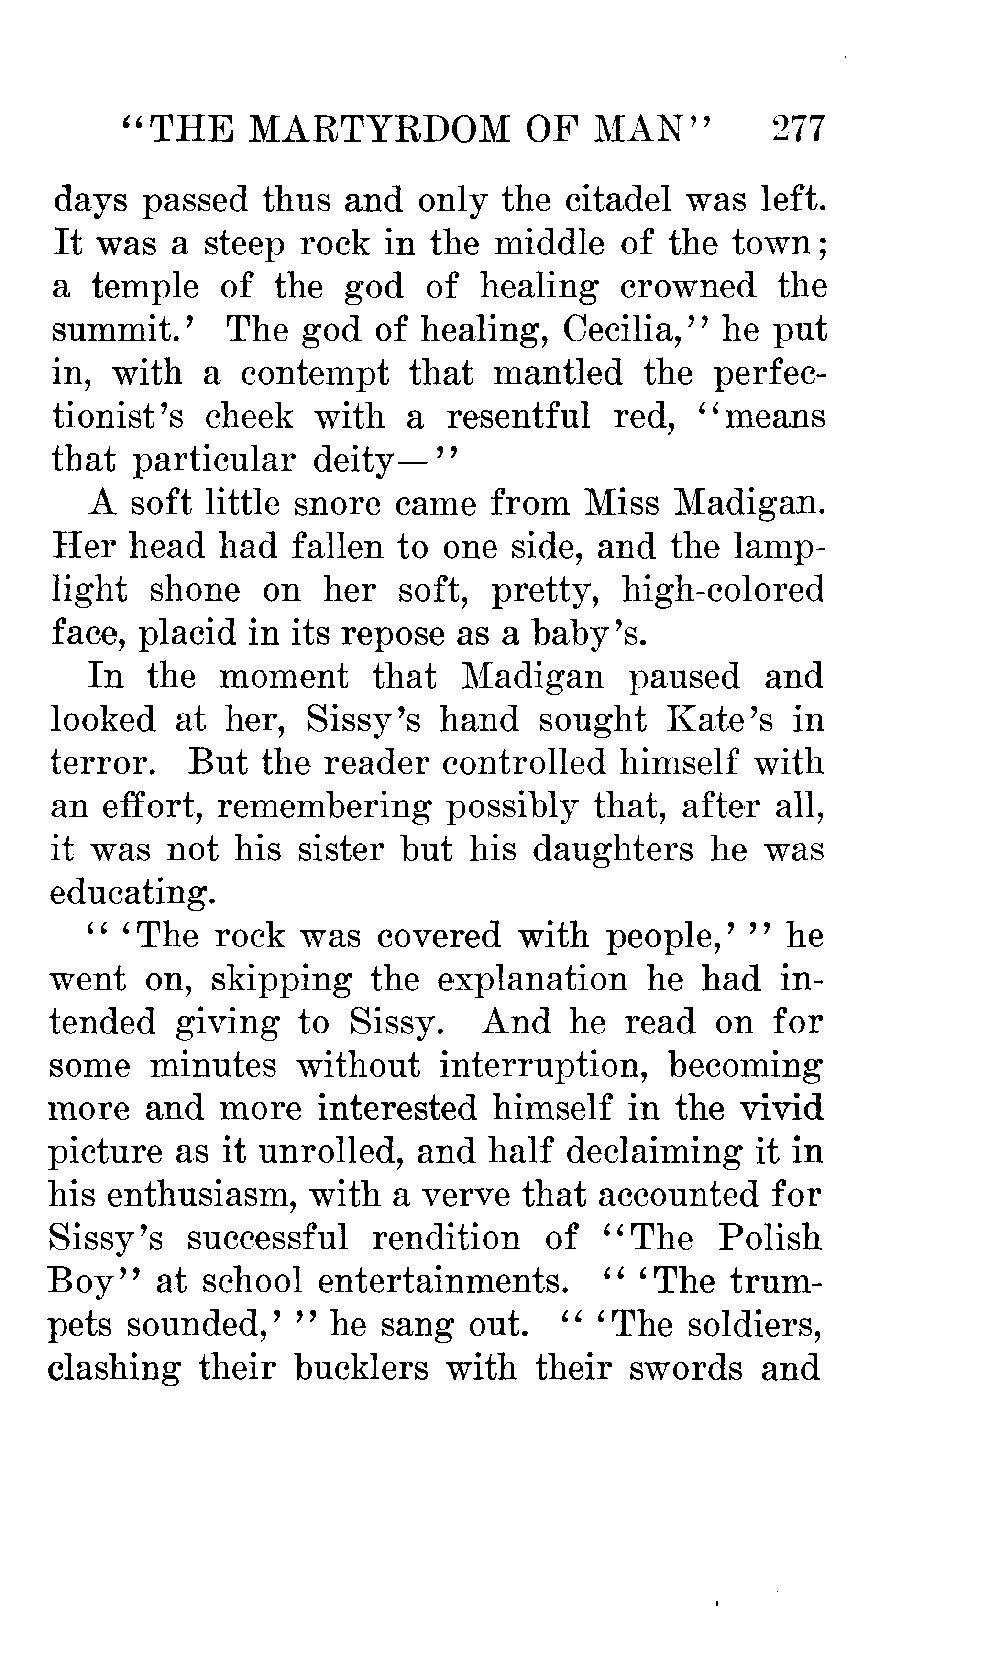 "THE MARTYRDOM OF MAN" 277
days passed thus and only the citadel was left.
It was a steep rock in the middle of the town;
a temple of the god of healing crowned the
summit.' The god of healing, Cecilia," he put
in, with a contempt that mantled the perfec-
tionist's cheek with a resentful red, "means
that particular deity—"
A soft little snore came from Miss Madigan.
Her head had fallen to one side, and the lamp-
light shone on her soft, pretty, high-colored
face, placid in its repose as a baby's.
In the moment that Madigan paused and
looked at her, Sissy's hand sought Kate's in
terror. But the reader controlled himself with
an effort, remembering possibly that, after all,
it was not his sister but his daughters he was
educating.
" 'The rock was covered with people,' " he
went on, skipping the explanation he had in-
tended giving to Sissy. And he read on for
some minutes without interruption, becoming
more and more interested himself in the vivid
picture as it unrolled, and half declaiming it in
his enthusiasm, with a verve that accounted for
Sissy's successful rendition of "The Polish
Boy" at school entertainments. " 'The trum-
pets sounded,' " he sang out. " 'The soldiers,
clashing their bucklers with their swords and